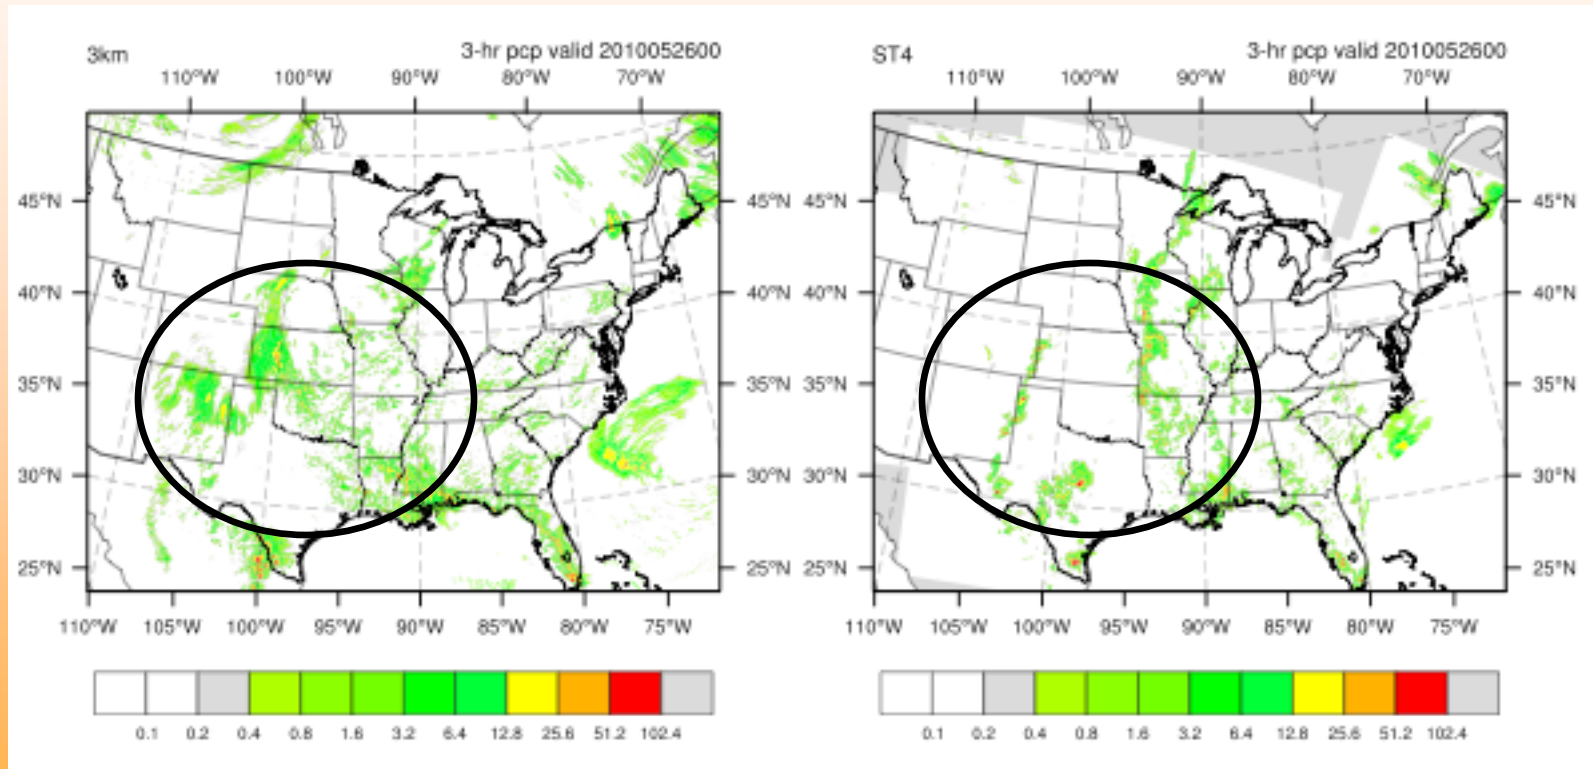 3km
3-hr pcp valid 2010052600
110°W 100°W 90°W 80°W 70°W
45°N 45°N
40°N 40°N
35°N 35°N
30°N 30°N
25°N 25°N
110°W 105°W 100°W 95°W 90°W 85°W 80°W 75°W
0.1 0.2 0.4 0.8 1.6 3.2 6.4 12.8 25.6 51.2 102.4
ST4
3-hr pcp valid 2010052600
110°W 100°W 90°W 80°W 70°W
45°N 45°N
40°N 40°N
35°N 35°N
30°N 30°N
25°N 25°N
110°W 105°W 100°W 95°W 90°W 85°W 80°W 75°W
0.1 0.2 0.4 0.8 1.6 3.2 6.4 12.8 25.6 51.2 102.4